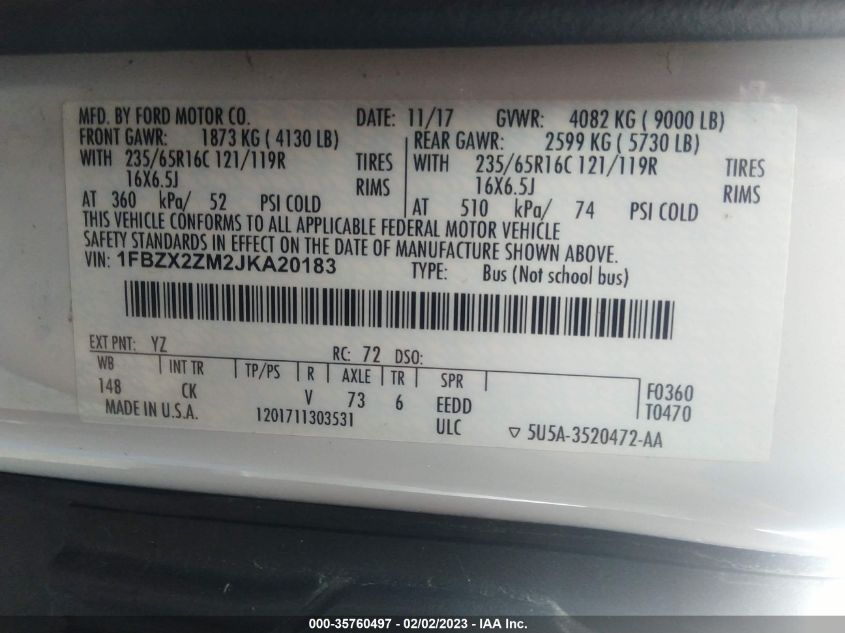 MFD. BY FORD MOTOR CO. DATE: 11/17 GVWR: 4082 KG ( 9000 LB)
FRONT GAWR: 1873 KG ( 4130 LB) REAR GAWR: 2599 KG ( 5730 LB)
WITH 235/65R16C 121/119R TIRES WITH 235/65R16C 121/119R TIRES
16X6.5J RIMS 16X6.5J RIMS
AT 360 kPa/ 52 PSI COLD AT 510 kPa/ 74 PSI COLD
THIS VEHICLE CONFORMS TO ALL APPLICABLE FEDERAL MOTOR VEHICLE
SAFETY STANDARDS IN EFFECT ON THE DATE OF MANUFACTURE SHOWN ABOVE.
VIN: 1FBZX2ZM2JKA20183 TYPE: Bus (Not school bus)
EXT PNT: YZ RC: 72 DSO:
WB INT TR TP/PS R AXLE TR SPR
148 CK V 73 6 EEDD F0360
MADE IN U.S.A. 1201711303531 ULC T0470
▽ 5U5A-3520472-AA
000-35760497 - 02/02/2023 - IAA Inc.